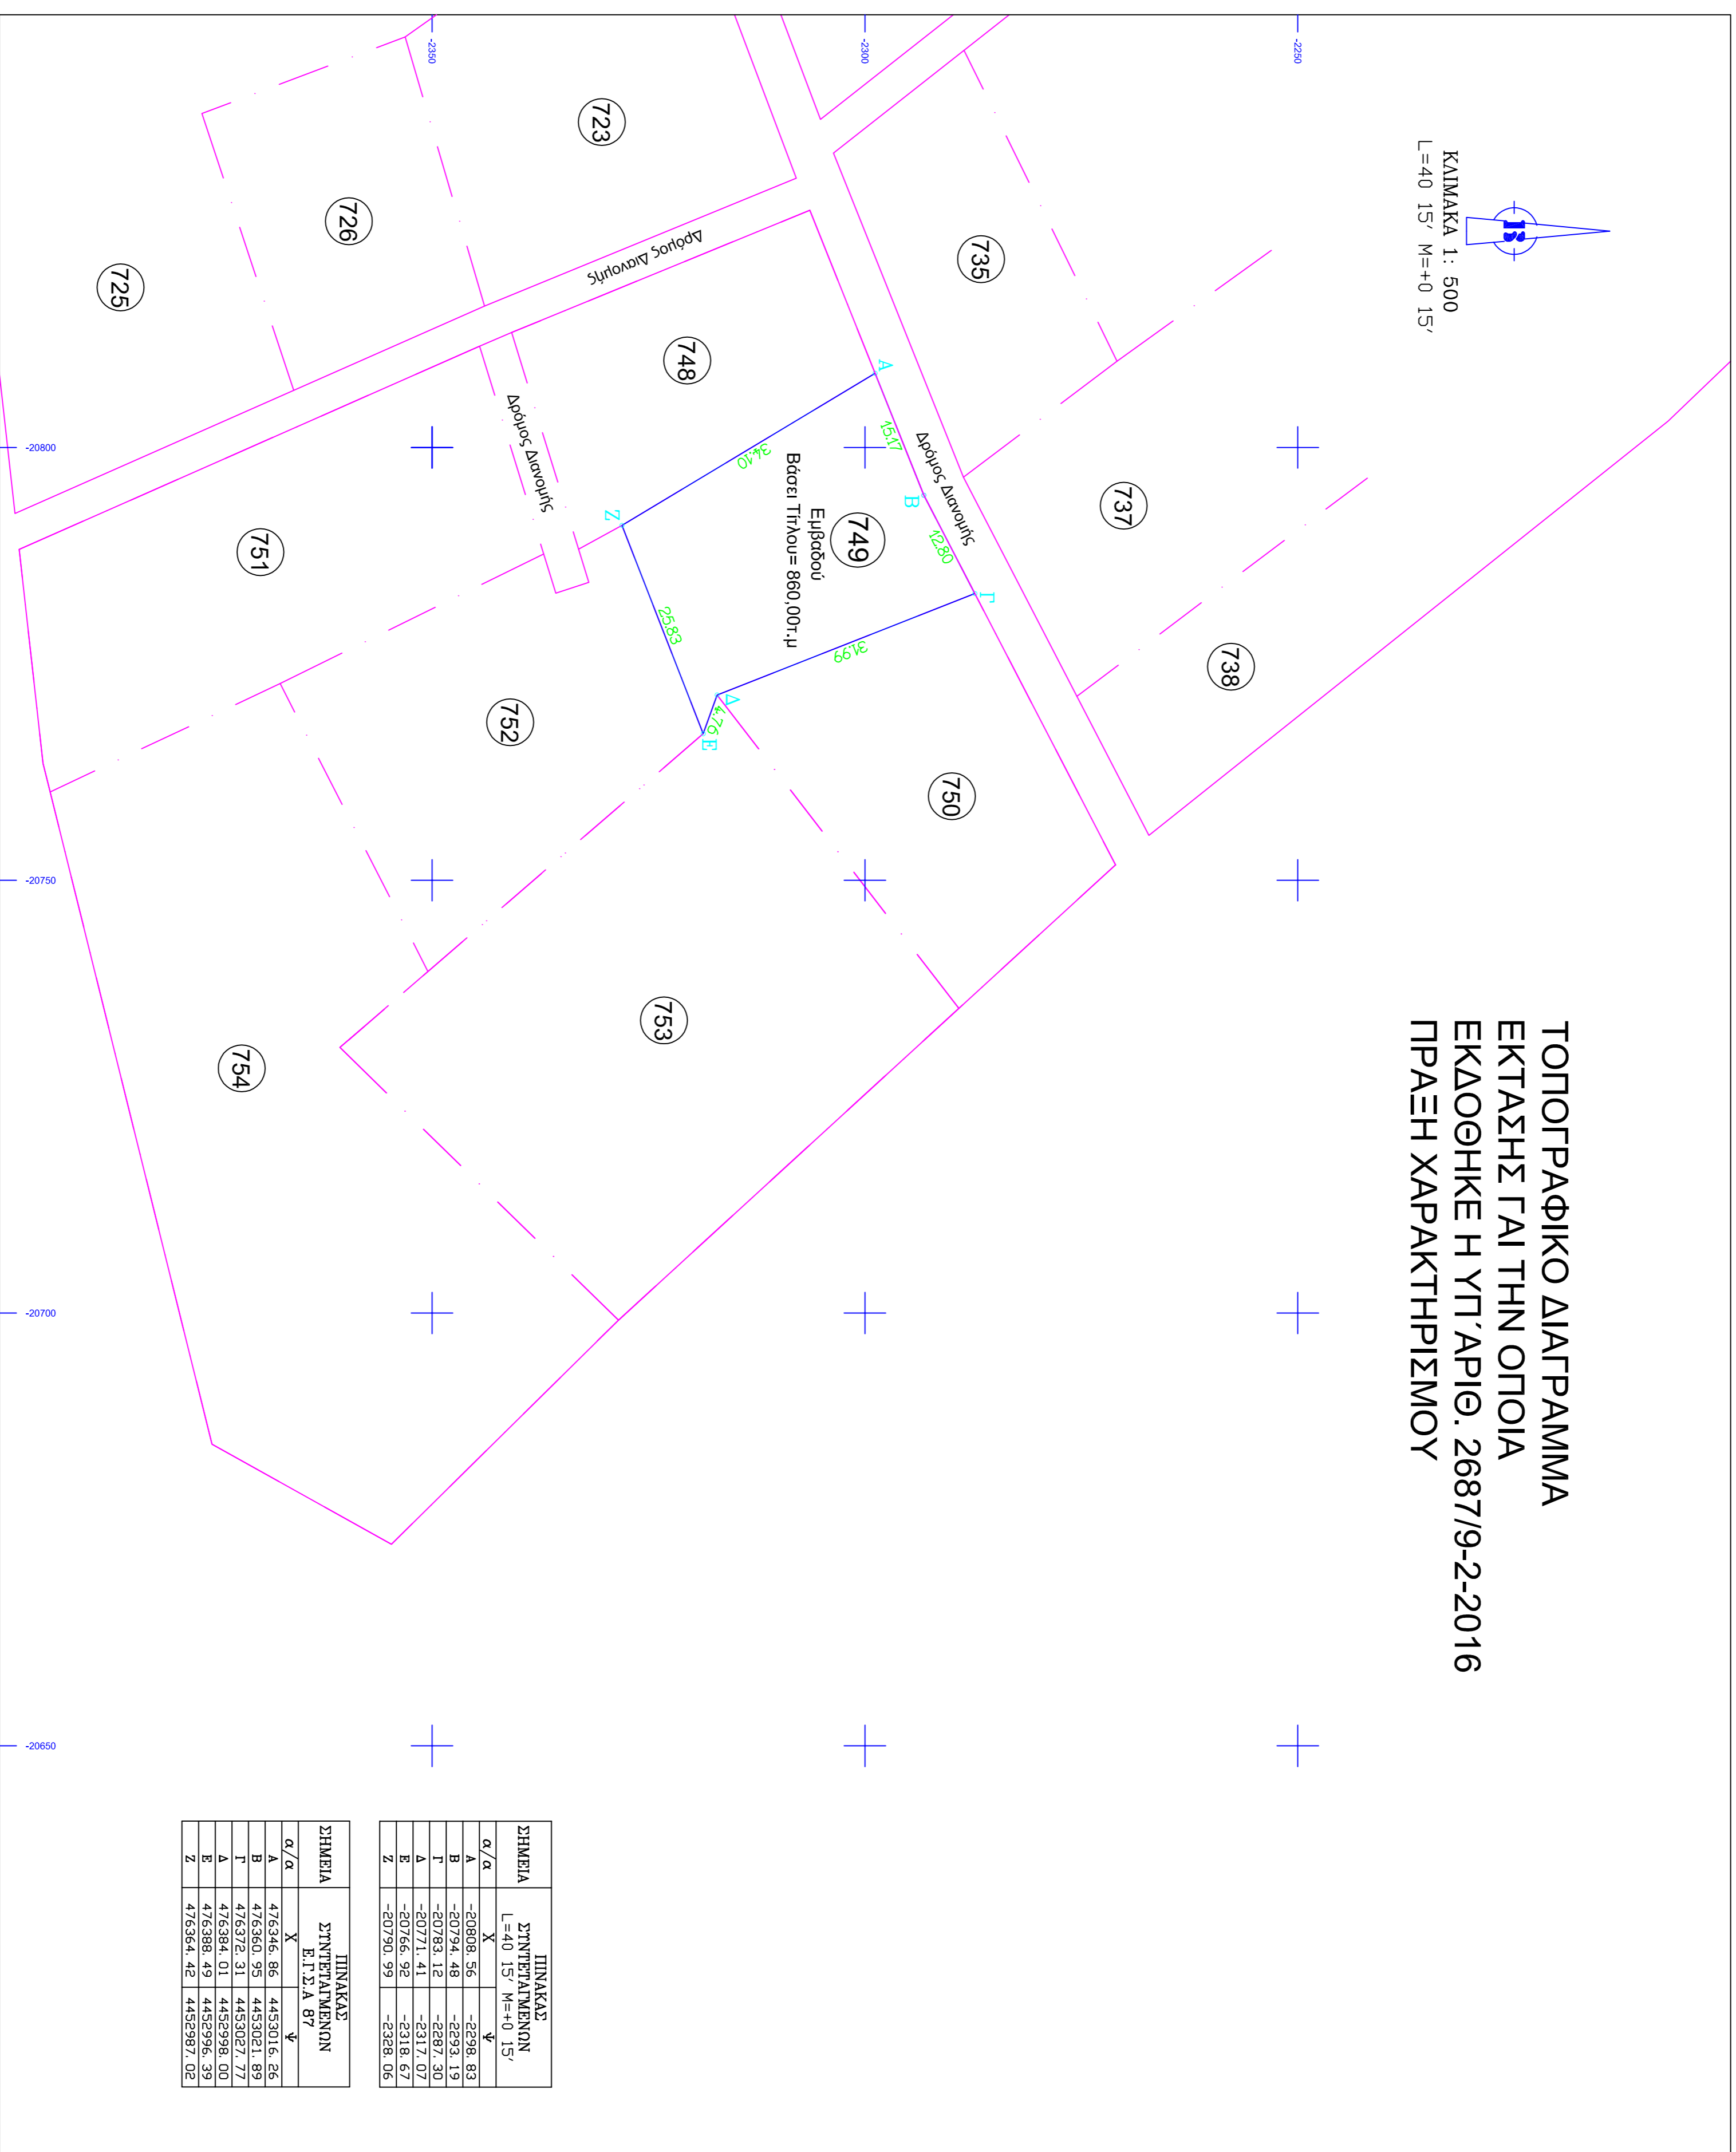 ΤΟΠΟΓΡΑΦΙΚΟ ΔΙΑΓΡΑΜΜΑ
ΕΚΤΑΣΗΣ ΓΑΙ ΤΗΝ ΟΠΟΙΑ
ΕΚΔΟΘΗΚΕ Η ΥΠ΄ΑΡΙΘ. 2687/9-2-2016
ΠΡΑΞΗ ΧΑΡΑΚΤΗΡΙΣΜΟΥ
ΚΛΙΜΑΚΑ 1: 500
L=40 15′ M=+0 15′
-2250
-2300
-2350
-20800
-20750
-20700
-20650
738
737
735
Δρόμος Διανομής
750
Α
15.17
Β
12.80
Γ
749
Εμβαδού
Βάσει Τίτλου= 860,00τ.μ
34.10
31.99
Δ
4.76
Ε
25.83
Ζ
748
Δρόμος Διανομής
723
753
Δρόμος Διανομής
752
726
751
754
725
ΣΗΜΕΙΑ ΠΙΝΑΚΑΣ
ΣΥΝΤΕΤΑΓΜΕΝΩΝ
L=40 15′ M=+0 15′
α/α Χ Ψ
Α -20808.56 -2298.83
Β -20794.48 -2293.19
Γ -20783.12 -2287.30
Δ -20771.41 -2317.07
Ε -20766.92 -2318.67
Ζ -20790.99 -2328.06
ΣΗΜΕΙΑ ΠΙΝΑΚΑΣ
ΣΥΝΤΕΤΑΓΜΕΝΩΝ
Ε.Γ.Σ.Α 87
α/α Χ Ψ
Α 476346.86 4453016.26
Β 476360.95 4453021.89
Γ 476372.31 4453027.77
Δ 476384.01 4452998.00
Ε 476388.49 4452996.39
Ζ 476364.42 4452987.02